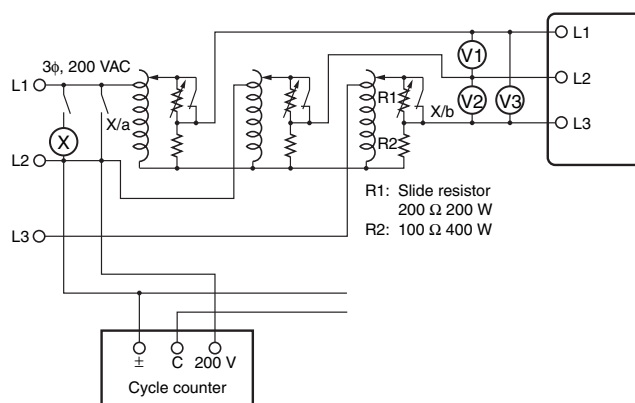 3ϕ, 200 VAC
L1
X/a
X
L2
L3
R1
R2
X/b
V1
V2
V3
L1
L2
L3
R1: Slide resistor
200 Ω 200 W
R2: 100 Ω 400 W
± C 200 V
Cycle counter